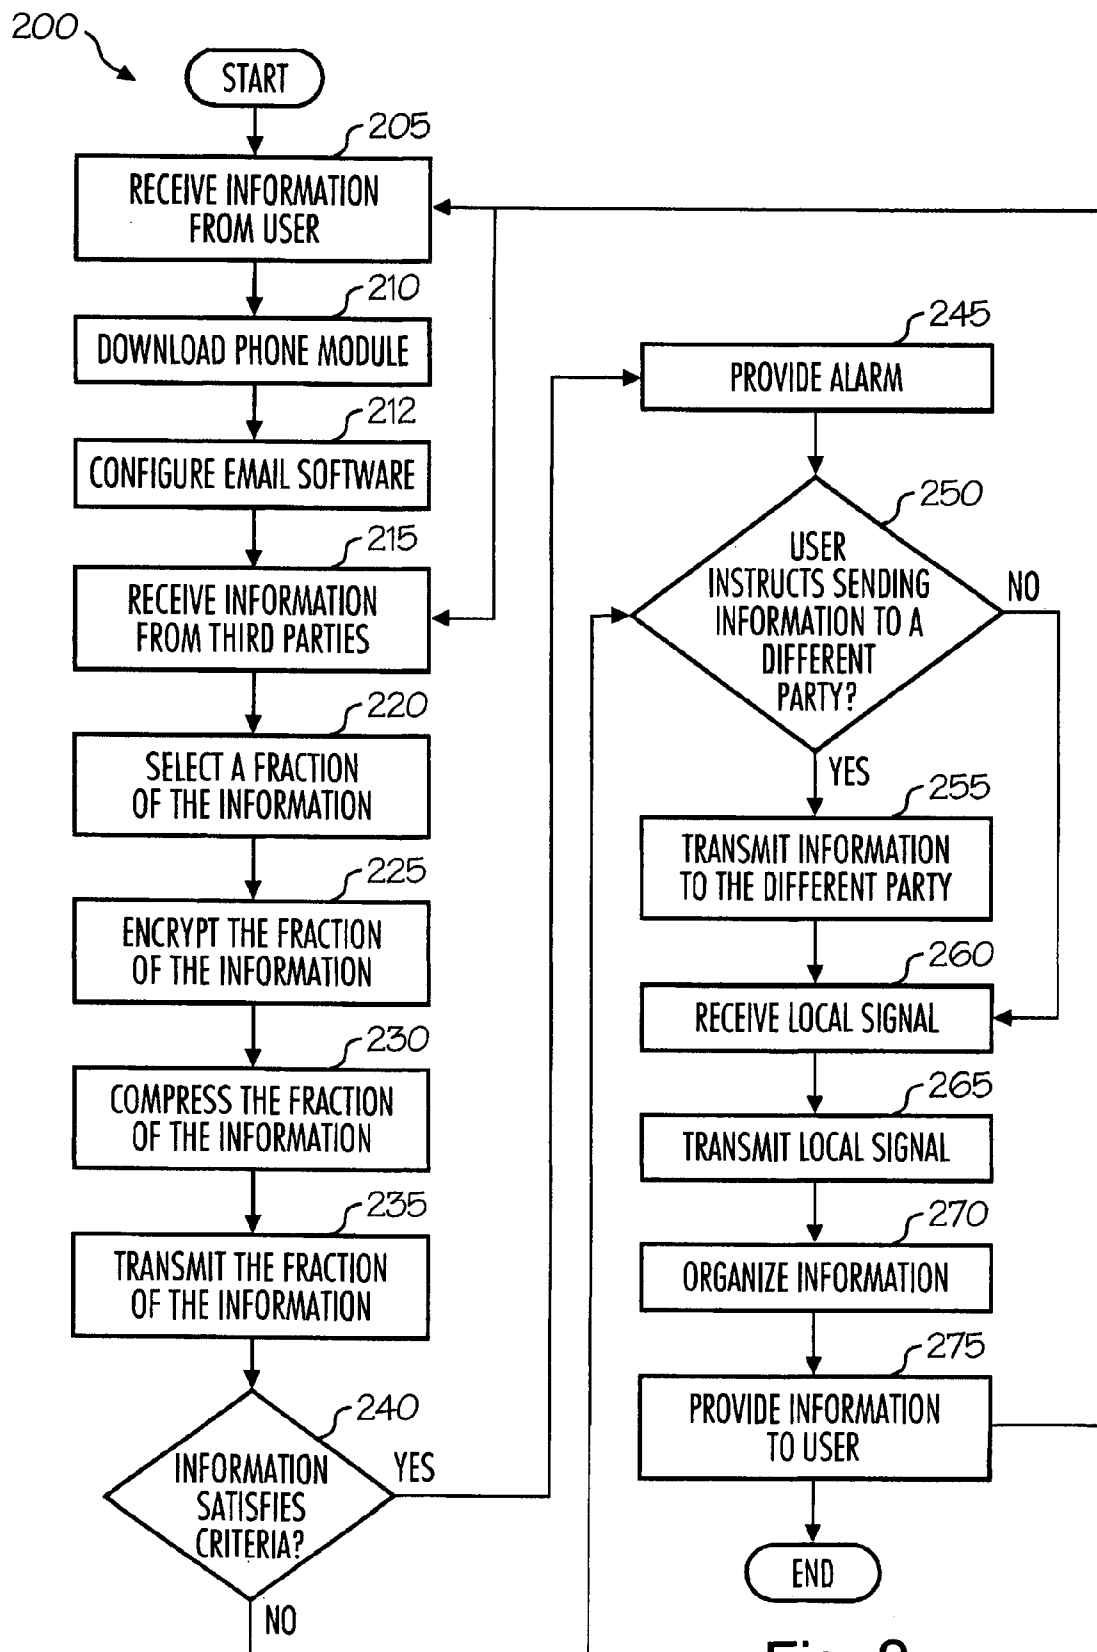 200
START
205
RECEIVE INFORMATION
FROM USER
210
DOWNLOAD PHONE MODULE
212
CONFIGURE EMAIL SOFTWARE
215
RECEIVE INFORMATION
FROM THIRD PARTIES
220
SELECT A FRACTION
OF THE INFORMATION
225
ENCRYPT THE FRACTION
OF THE INFORMATION
230
COMPRESS THE FRACTION
OF THE INFORMATION
235
TRANSMIT THE FRACTION
OF THE INFORMATION
240
INFORMATION
SATISFIES
CRITERIA?
YES
NO
245
PROVIDE ALARM
250
USER
INSTRUCTS SENDING
INFORMATION TO A
DIFFERENT
PARTY?
NO
YES
255
TRANSMIT INFORMATION
TO THE DIFFERENT PARTY
260
RECEIVE LOCAL SIGNAL
265
TRANSMIT LOCAL SIGNAL
270
ORGANIZE INFORMATION
275
PROVIDE INFORMATION
TO USER
END